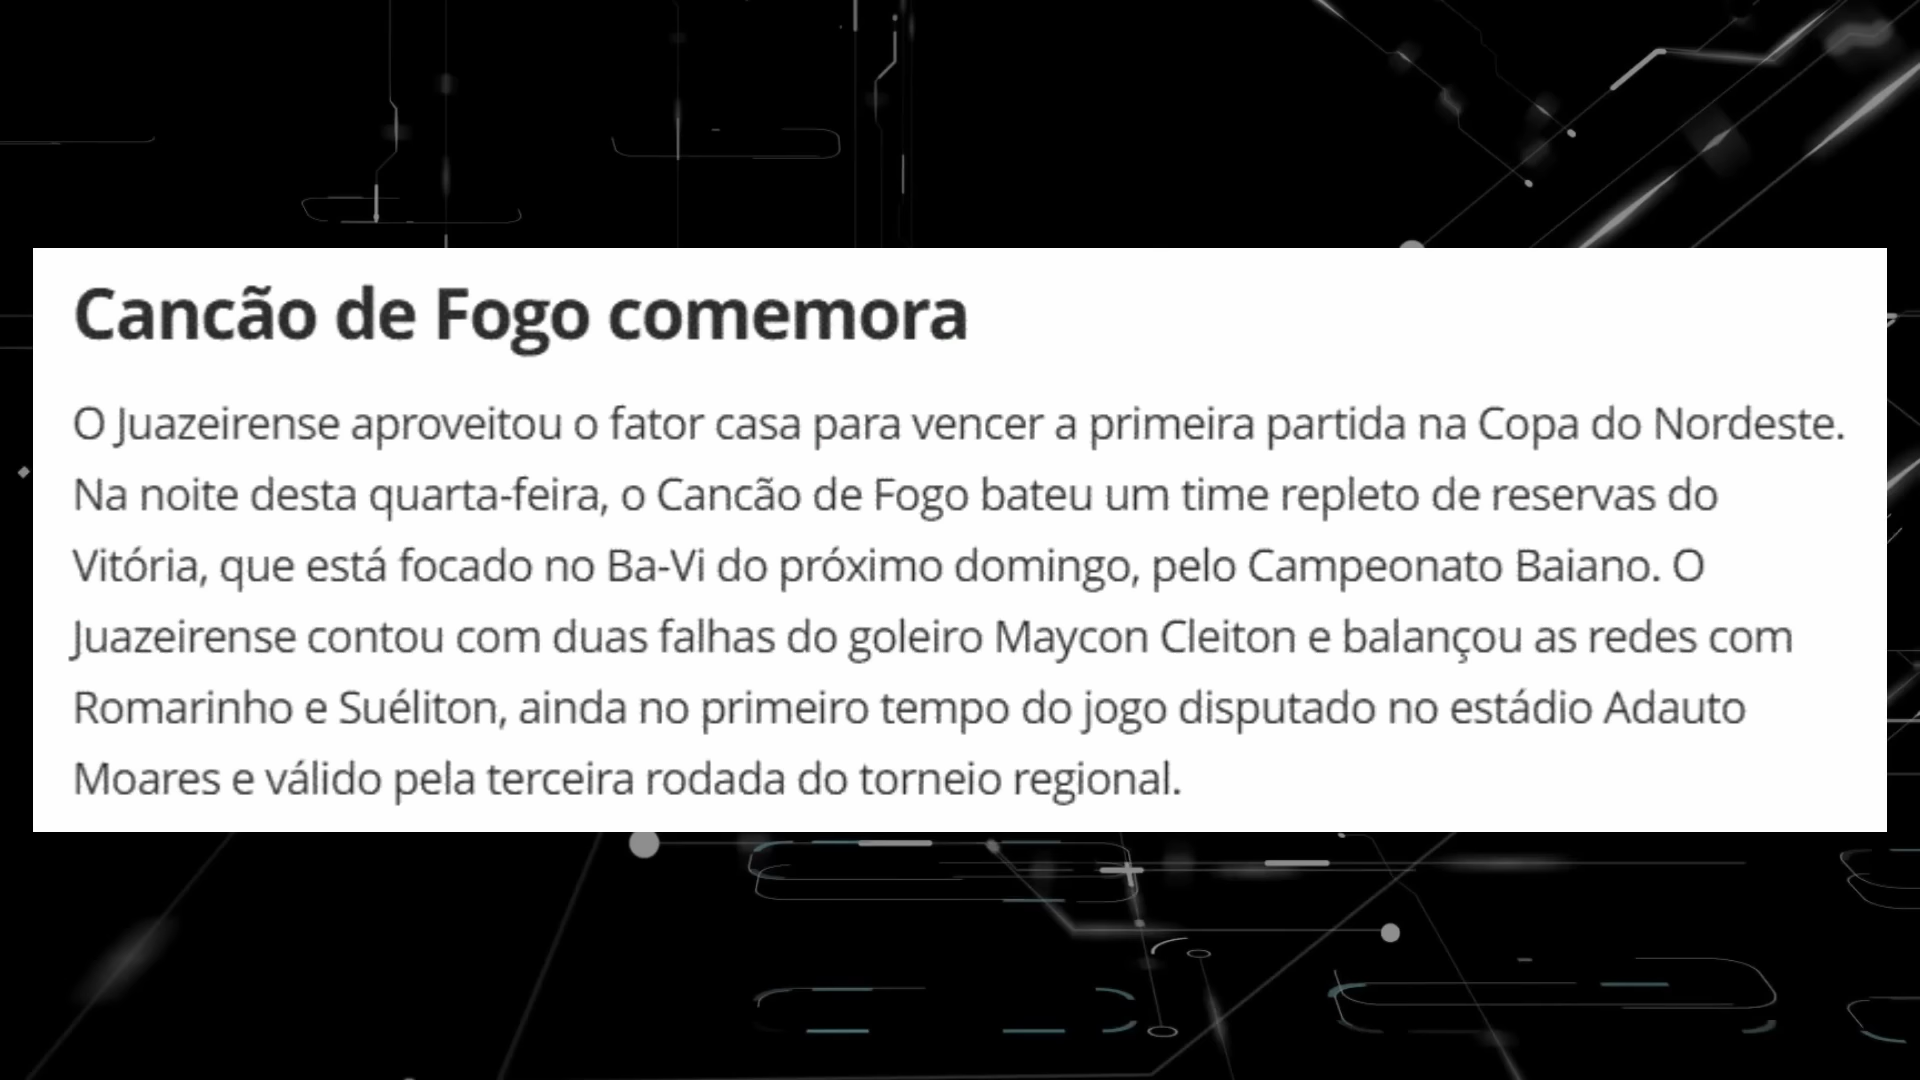 Cancão de Fogo comemora
O Juazeirense aproveitou o fator casa para vencer a primeira partida na Copa do Nordeste.
Na noite desta quarta-feira, o Cancão de Fogo bateu um time repleto de reservas do
Vitória, que está focado no Ba-Vi do próximo domingo, pelo Campeonato Baiano. O
Juazeirense contou com duas falhas do goleiro Maycon Cleiton e balançou as redes com
Romarinho e Suéliton, ainda no primeiro tempo do jogo disputado no estádio Adauto
Moares e válido pela terceira rodada do torneio regional.